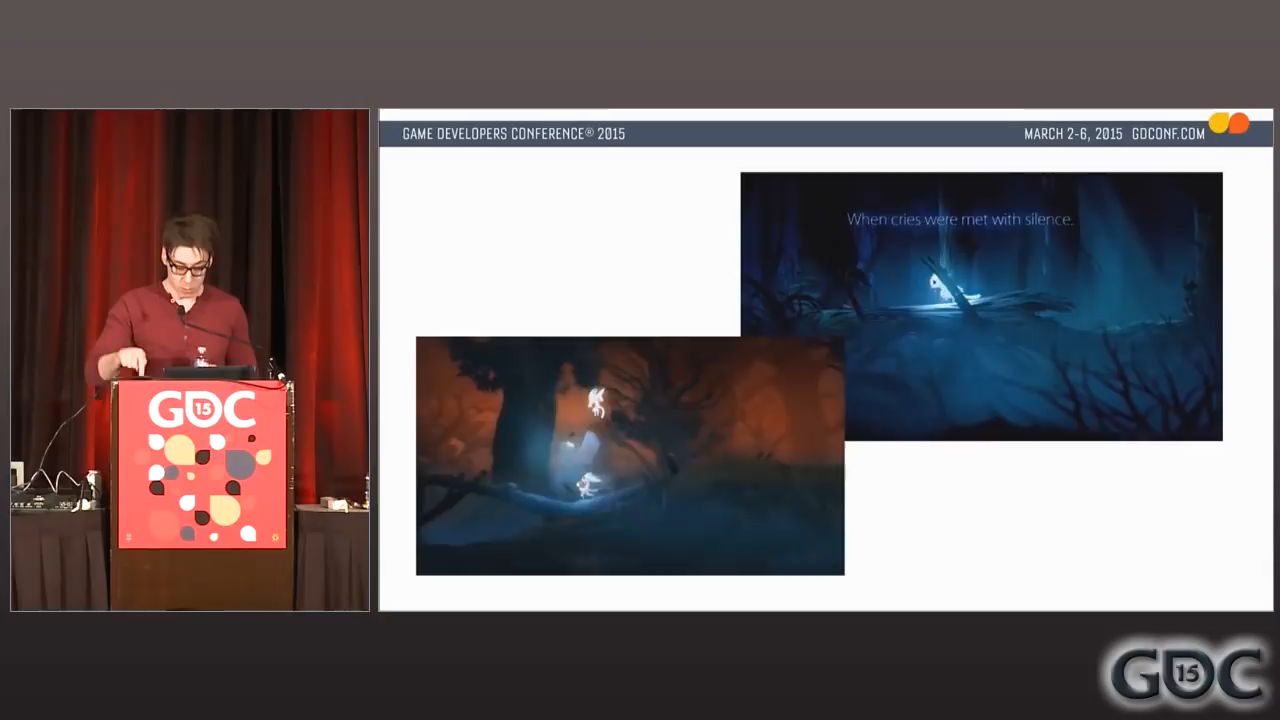 GAME DEVELOPERS CONFERENCE® 2015
MARCH 2-6, 2015 GDCONF.COM
When cries were met with silence.
GDC
15
GDC
15